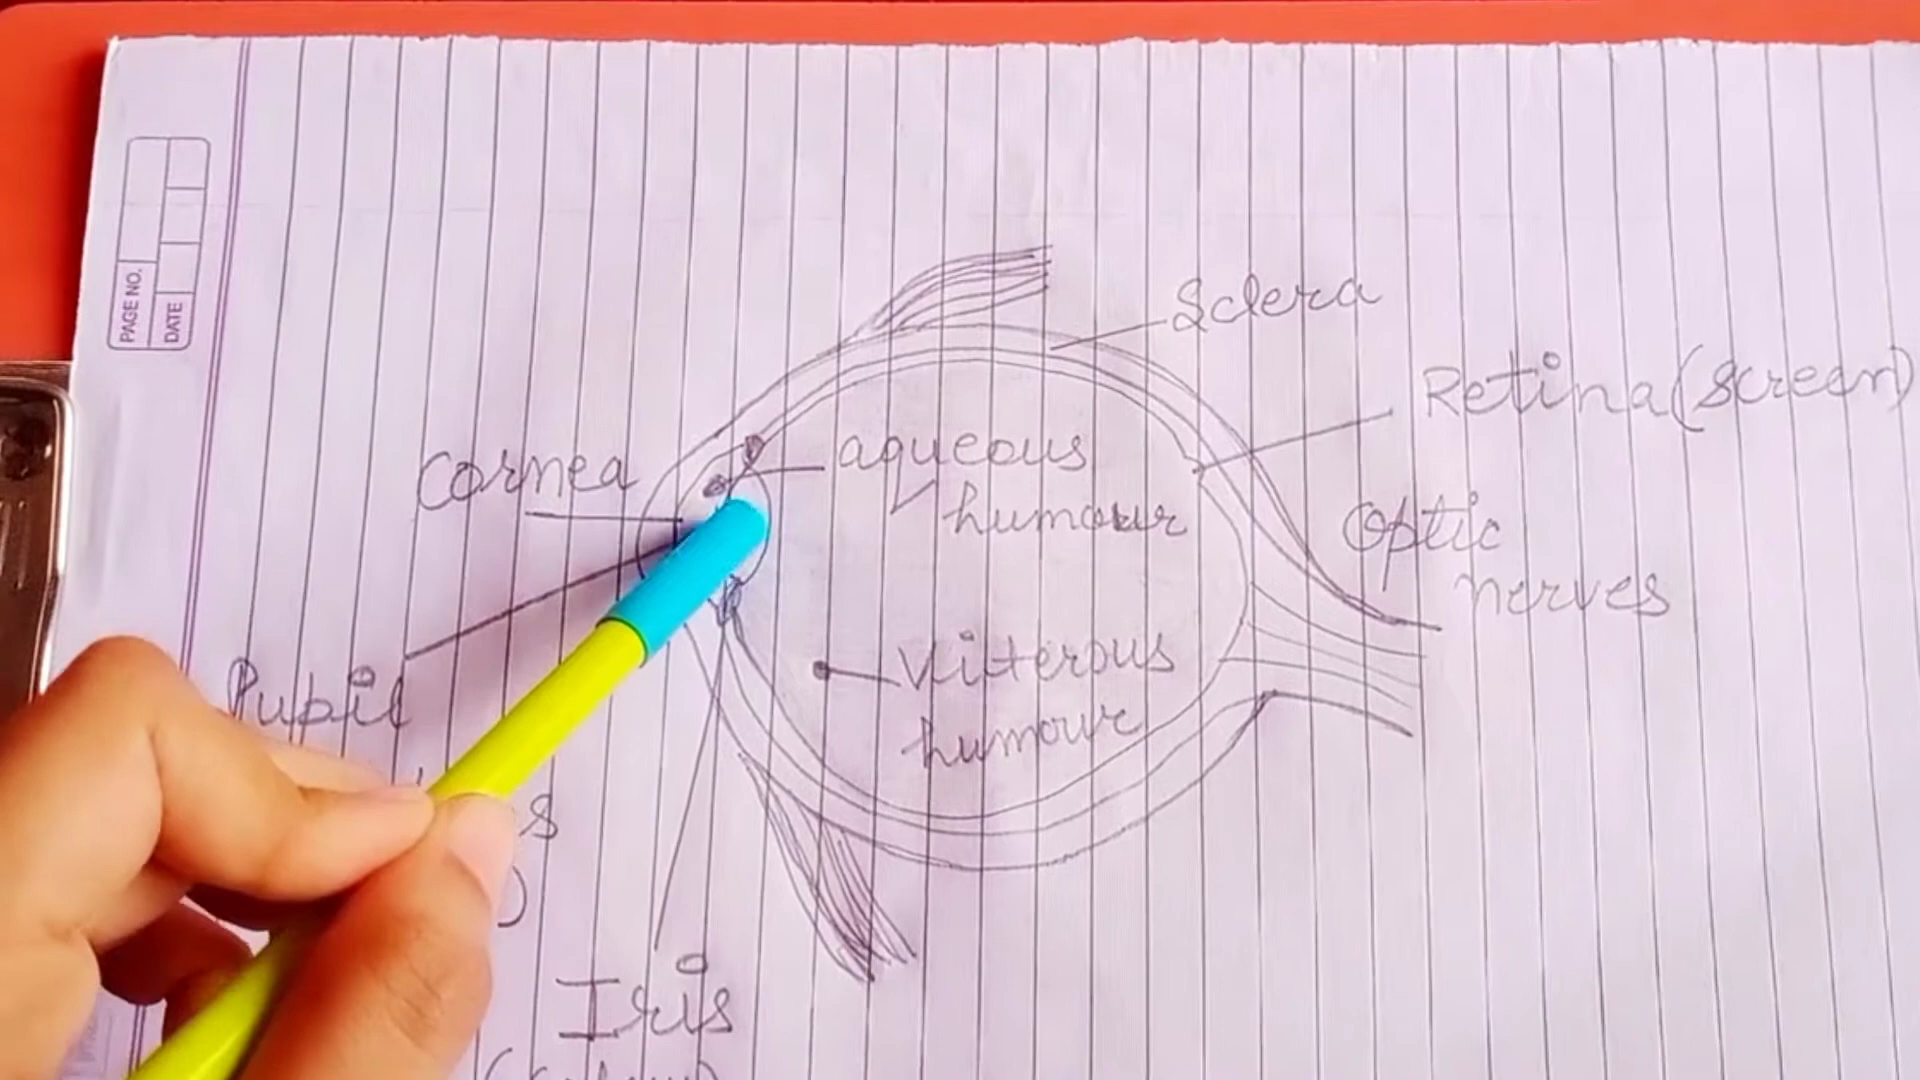 PAGE NO.
DATE
Sclera
Retina (Screen)
Cornea
aqueous
humour
Optic
nerves
Pupil
Viterous
humour
s
)
Iris